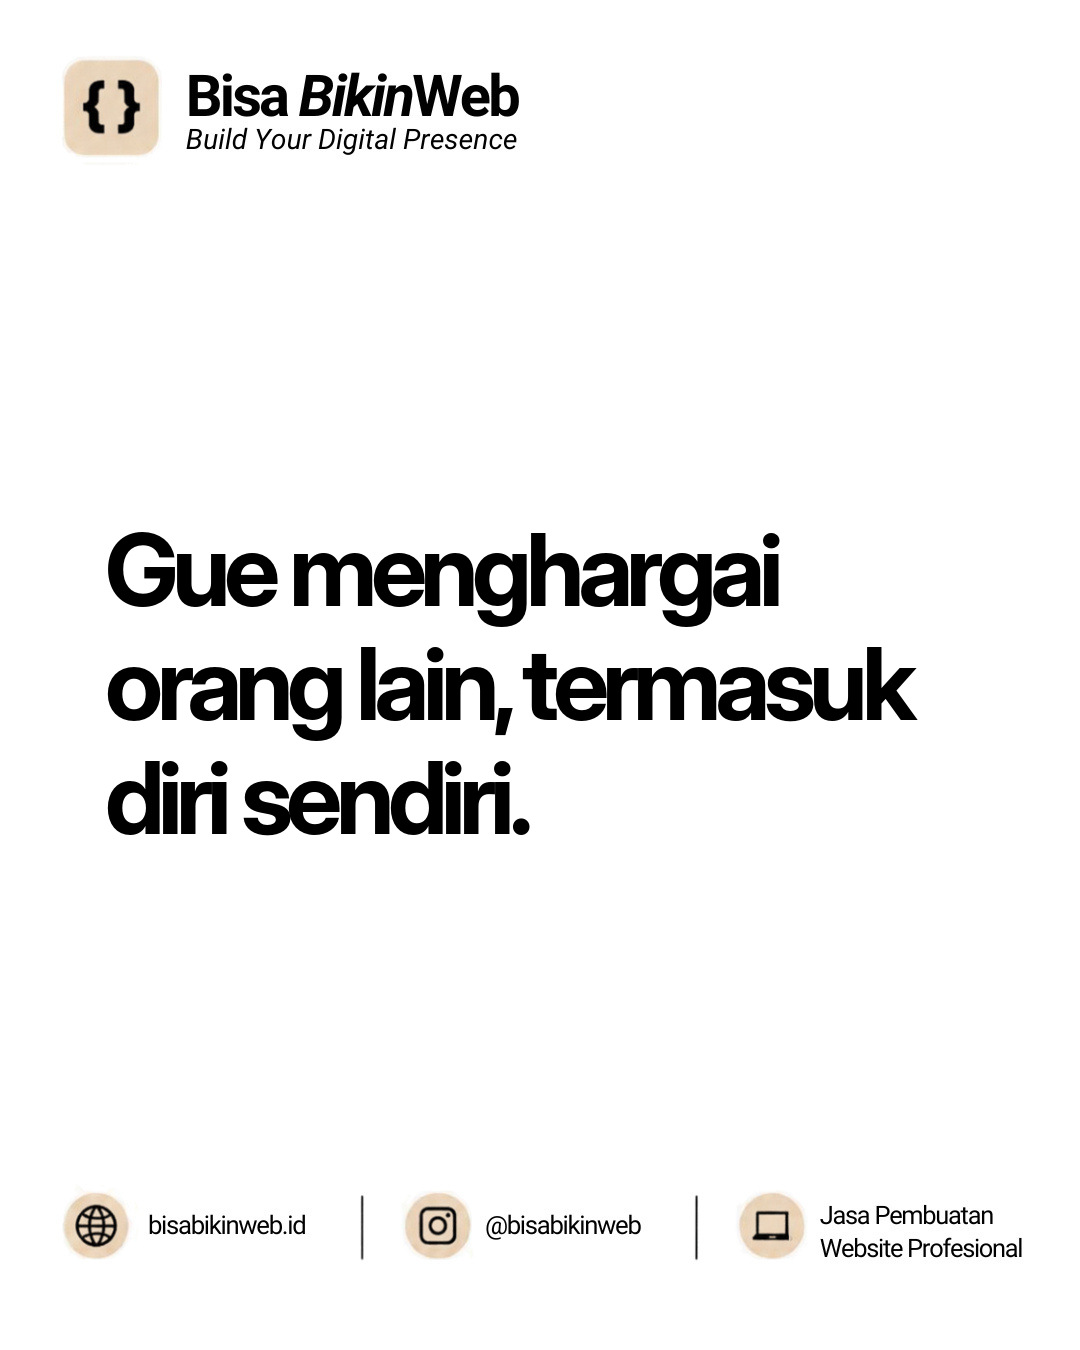 { }
Bisa BikinWeb
Build Your Digital Presence
Gue menghargai
orang lain, termasuk
diri sendiri.
bisabikinweb.id
@bisabikinweb
Jasa Pembuatan
Website Profesional